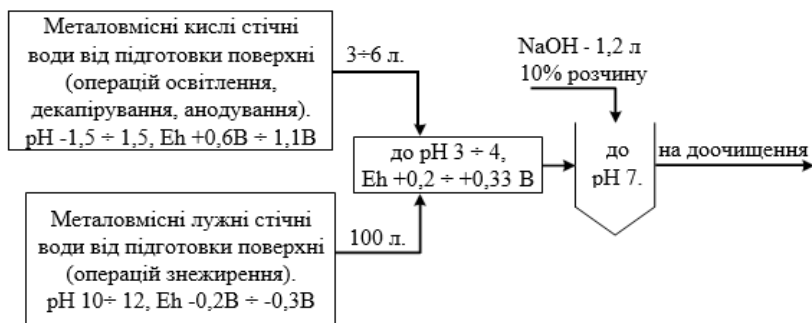 Металовмісні кислі стічні
води від підготовки поверхні
(операцій освітлення,
декапірування, анодування).
pH -1,5 ÷ 1,5, Eh +0,6В ÷ 1,1В
3÷6 л.
NaOH - 1,2 л
10% розчину
до pH 3 ÷ 4,
Eh +0,2 ÷ +0,33 В
до
pH 7.
на доочищення
Металовмісні лужні стічні
води від підготовки поверхні
(операцій знежирення).
pH 10÷ 12, Eh -0,2В ÷ -0,3В
100 л.